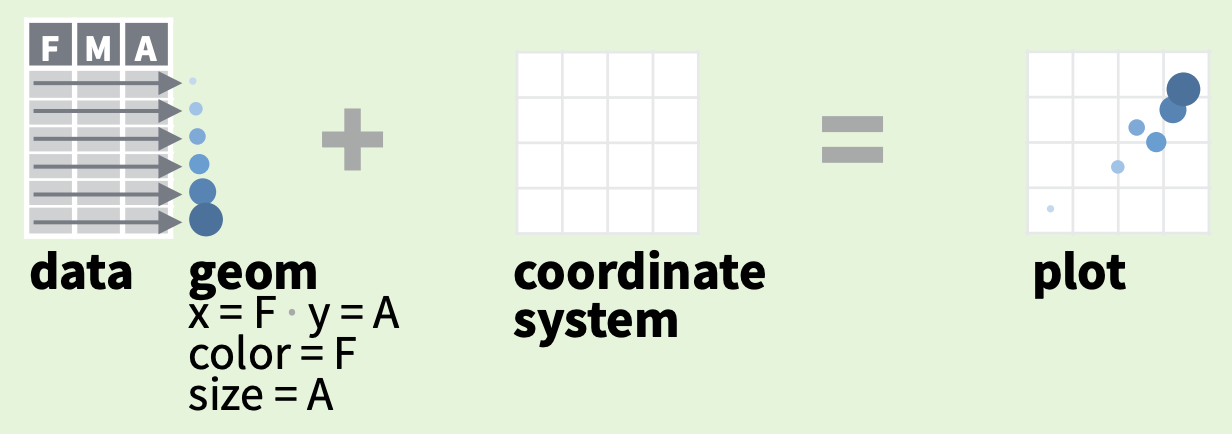 F M A
+
=
data
geom
x = F · y = A
color = F
size = A
coordinate
system
plot